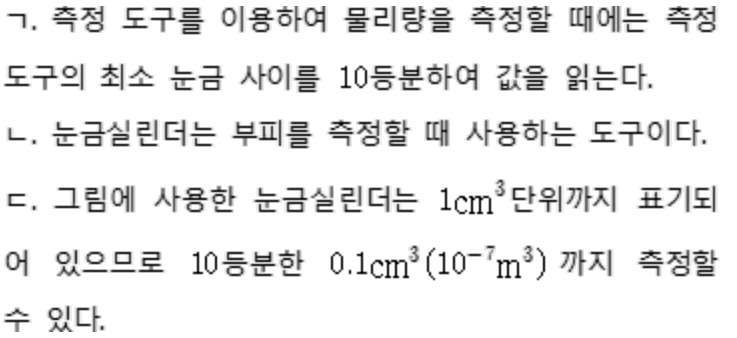 ㄱ. 측정 도구를 이용하여 물리량을 측정할 때에는 측정
도구의 최소 눈금 사이를 10등분하여 값을 읽는다.
ㄴ. 눈금실린더는 부피를 측정할 때 사용하는 도구이다.
ㄷ. 그림에 사용한 눈금실린더는 1cm³단위까지 표기되
어 있으므로 10등분한 0.1cm³(10⁻⁷m³) 까지 측정할
수 있다.